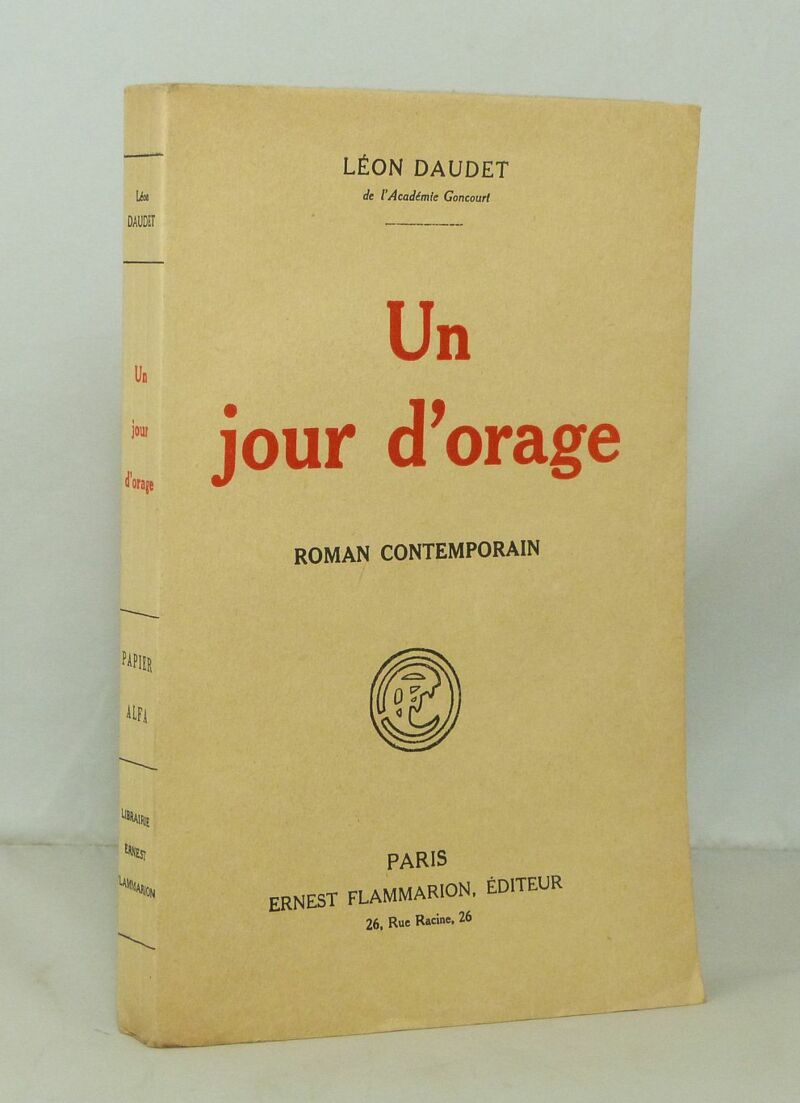 LÉON DAUDET
de l'Académie Goncourt
Un
jour d'orage
ROMAN CONTEMPORAIN
PARIS
ERNEST FLAMMARION, ÉDITEUR
26, Rue Racine, 26
Léon
DAUDET
Un
jour
d'orage
PAPIER
ALFA
LIBRAIRIE
ERNEST
FLAMMARION